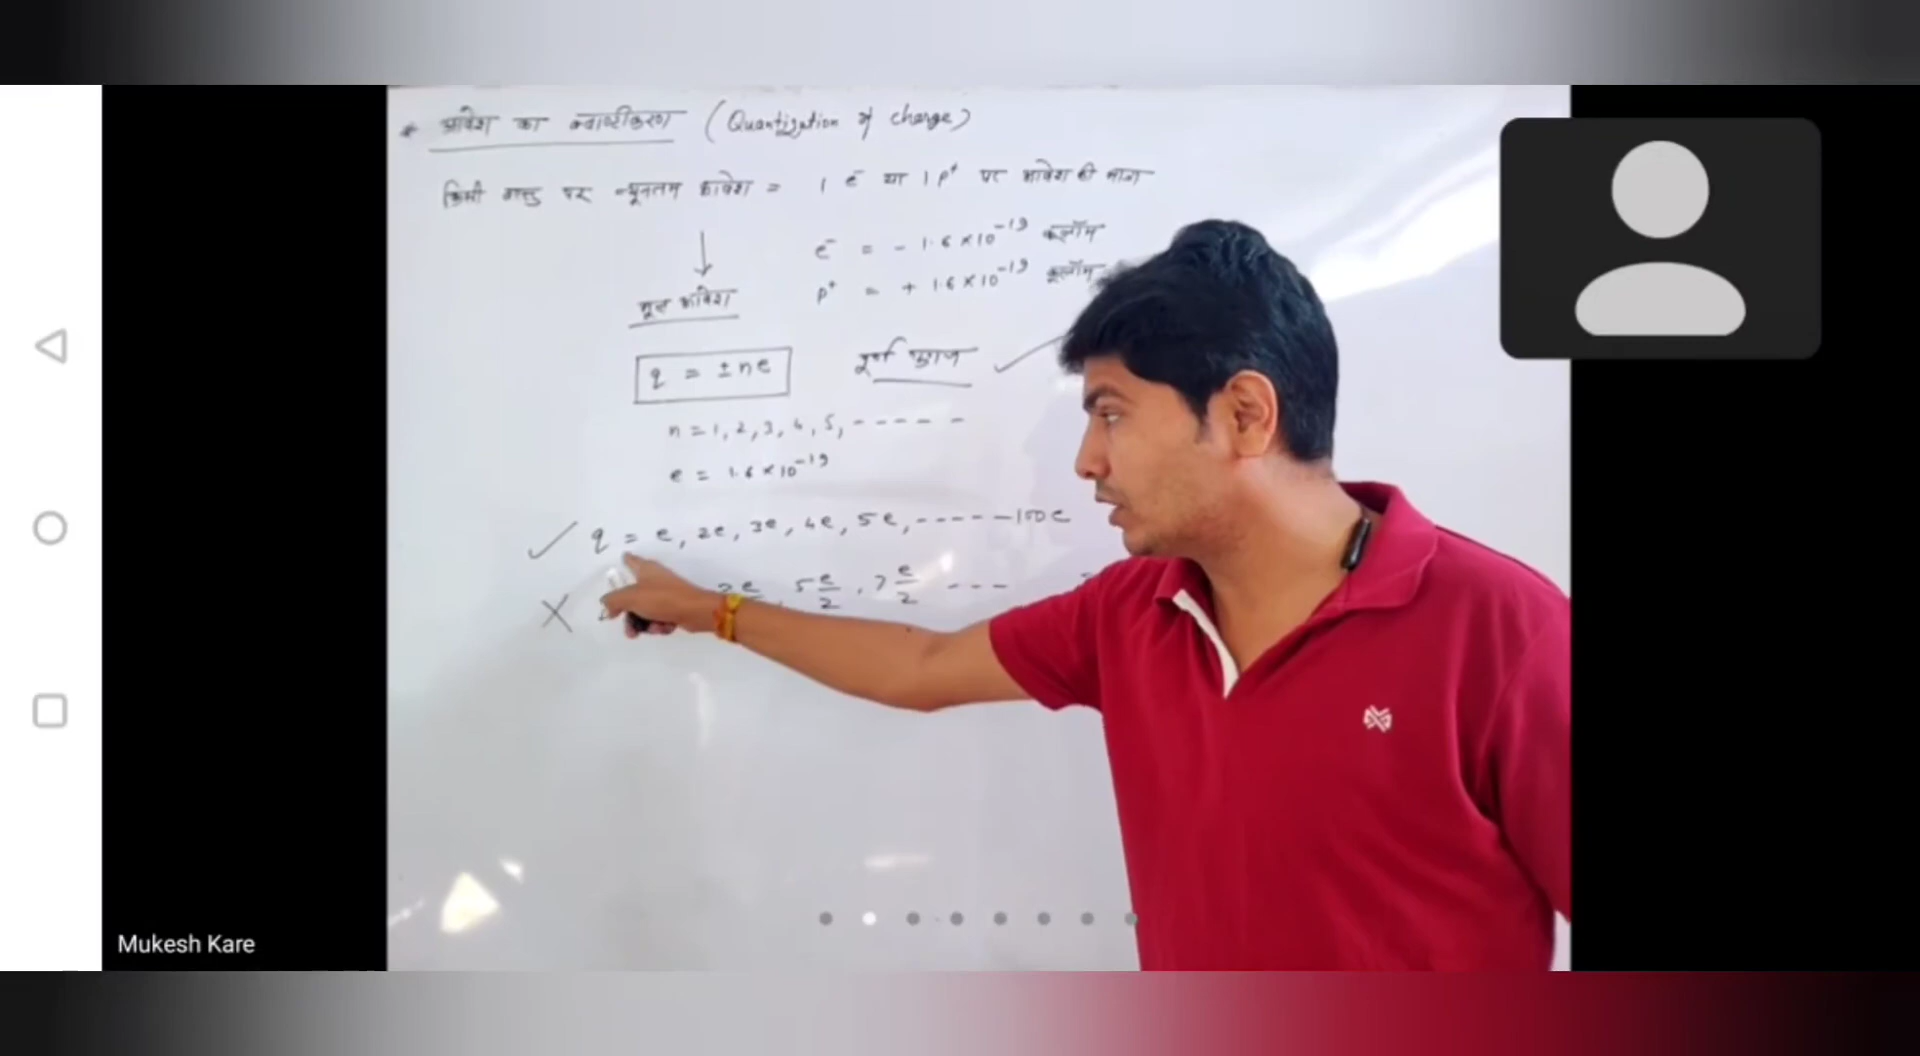 * आवेश का क्वाण्टीकरण (Quantization of charge)
किसी वस्तु पर न्यूनतम आवेश = 1 e⁻ या 1 p⁺ पर आवेश की मात्रा
e⁻ = - 1.6 × 10⁻¹⁹ कूलॉम
p⁺ = + 1.6 × 10⁻¹⁹ कूलॉम
मूल आवेश
q = ±ne पूर्ण गुणज ✓
n = 1, 2, 3, 4, 5, - - - - -
e = 1.6 × 10⁻¹⁹
✓ q = e, 2e, 3e, 4e, 5e, - - - - - 100e
X 5e/2, 7e/2 - - -
Mukesh Kare